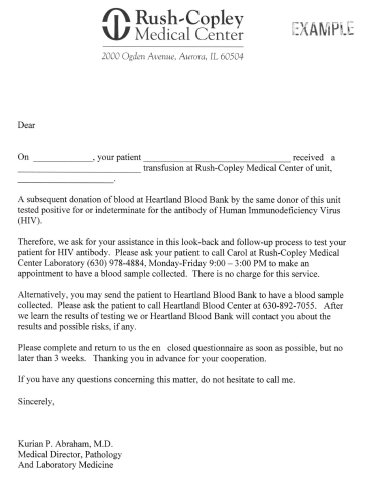 Rush-Copley
Medical Center
EXAMPLE
2000 Ogden Avenue, Aurora, IL 60504
Dear
On ____________, your patient ______________________________ received a
_________________________ transfusion at Rush-Copley Medical Center of unit,
____________________.
A subsequent donation of blood at Heartland Blood Bank by the same donor of this unit
tested positive for or indeterminate for the antibody of Human Immunodeficiency Virus
(HIV).
Therefore, we ask for your assistance in this look-back and follow-up process to test your
patient for HIV antibody. Please ask your patient to call Carol at Rush-Copley Medical
Center Laboratory (630) 978-4884, Monday-Friday 9:00 – 3:00 PM to make an
appointment to have a blood sample collected. There is no charge for this service.
Alternatively, you may send the patient to Heartland Blood Bank to have a blood sample
collected. Please ask the patient to call Heartland Blood Center at 630-892-7055. After
we learn the results of testing we or Heartland Blood Bank will contact you about the
results and possible risks, if any.
Please complete and return to us the en closed questionnaire as soon as possible, but no
later than 3 weeks. Thanking you in advance for your cooperation.
If you have any questions concerning this matter, do not hesitate to call me.
Sincerely,
Kurian P. Abraham, M.D.
Medical Director, Pathology
And Laboratory Medicine